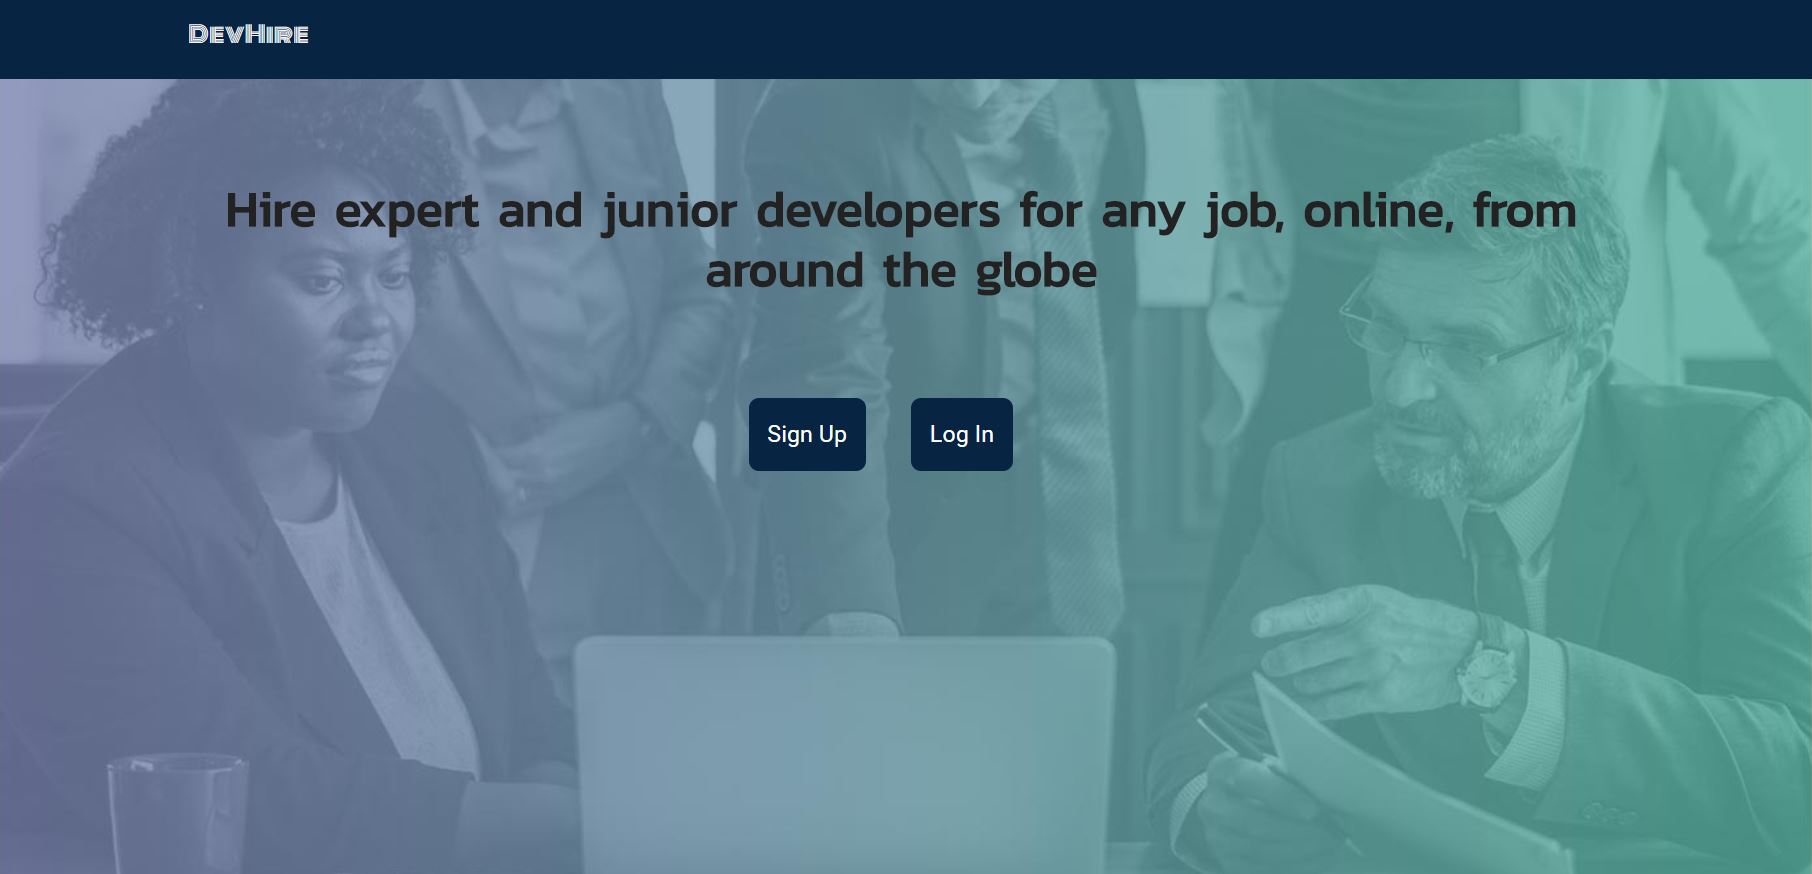 DevHire
Hire expert and junior developers for any job, online, from
around the globe
Sign Up
Log In